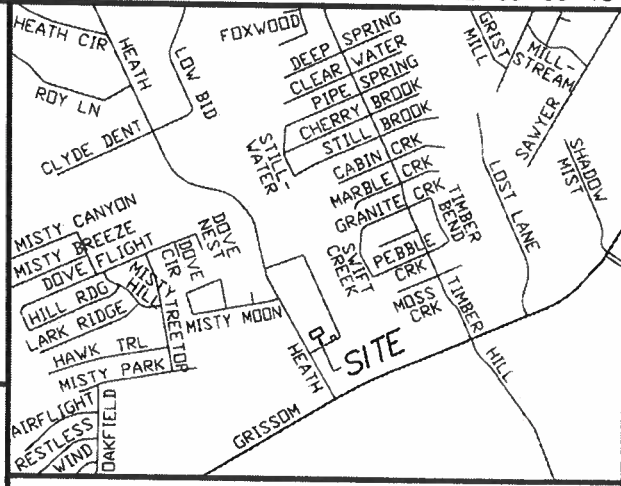 HEATH CIR
HEATH
LOW BID
ROY LN
CLYDE DENT
FOXWOOD
DEEP SPRING
CLEAR WATER
PIPE SPRING
CHERRY BROOK
STILL BROOK
STILL-
WATER
CABIN CRK
MARBLE CRK
GRANITE CRK
TIMBER
BEND
SWIFT
CREEK
PEBBLE
CRK
MOSS
CRK
TIMBER
HILL
GRIST
MILL
MILL-
STREAM
SAWYER
SHADOW
MIST
LOST LANE
MISTY CANYON
MISTY BREEZE
DOVE FLIGHT
DOVE
NEST
DOVE
CIR
MISTY
HILL
HILL RDG
LARK RIDGE
TREETOP
MISTY MOON
HAWK TRL
MISTY PARK
AIRFLIGHT
RESTLESS
WIND
OAKFIELD
HEATH
SITE
GRISSOM